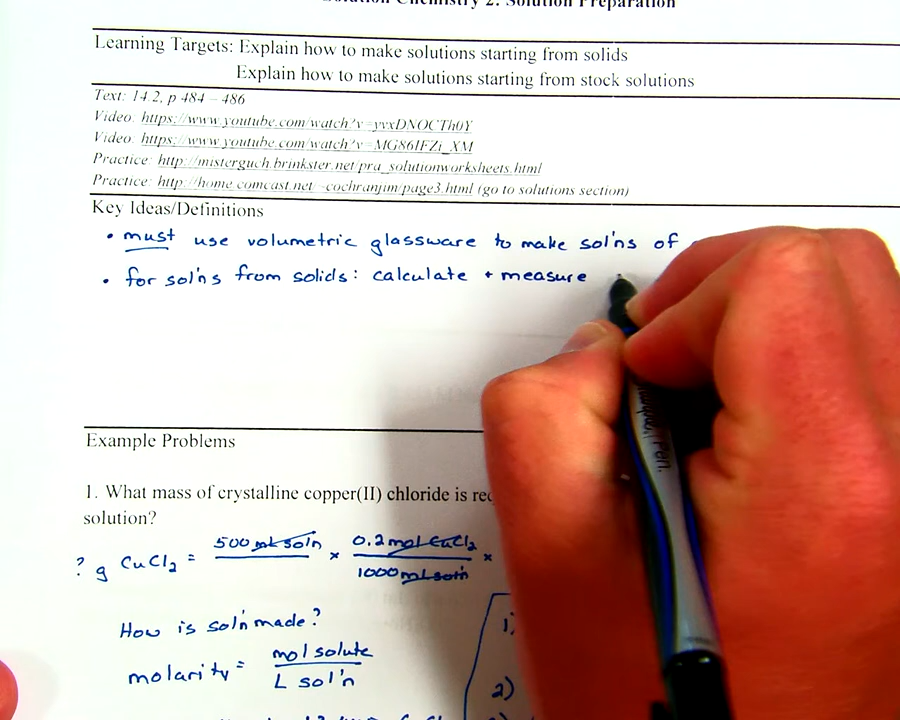 Solution Chemistry 2: Solution Preparation
Learning Targets: Explain how to make solutions starting from solids
Explain how to make solutions starting from stock solutions
Text: 14.2, p 484 – 486
Video: https://www.youtube.com/watch?v=yvxDNOCTh0Y
Video: https://www.youtube.com/watch?v=MG86IFZi_XM
Practice: http://misterguch.brinkster.net/pra_solutionworksheets.html
Practice: http://home.comcast.net/~cochranjim/page3.html (go to solutions section)
Key Ideas/Definitions
• must use volumetric glassware to make sol'ns of
• for sol'ns from solids: calculate + measure
Example Problems
1. What mass of crystalline copper(II) chloride is
solution?
? g CuCl2 = 500 mL soln × 0.2 mol CuCl2 ×
1000 mL soln
How is sol'n made?
1)
molarity = mol solute
L sol'n
2)
Pen.